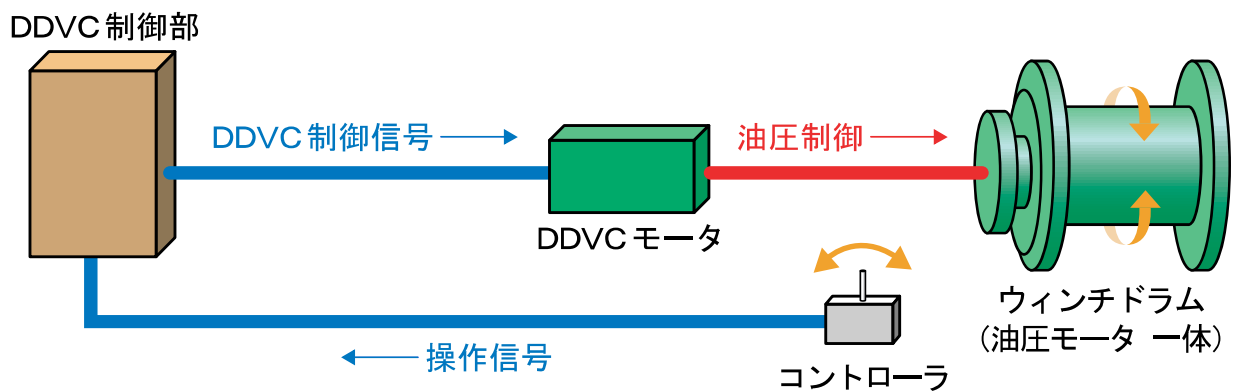 DDVC制御部
DDVC制御信号
油圧制御
DDVCモータ
ウィンチドラム
(油圧モータ 一体)
操作信号
コントローラ